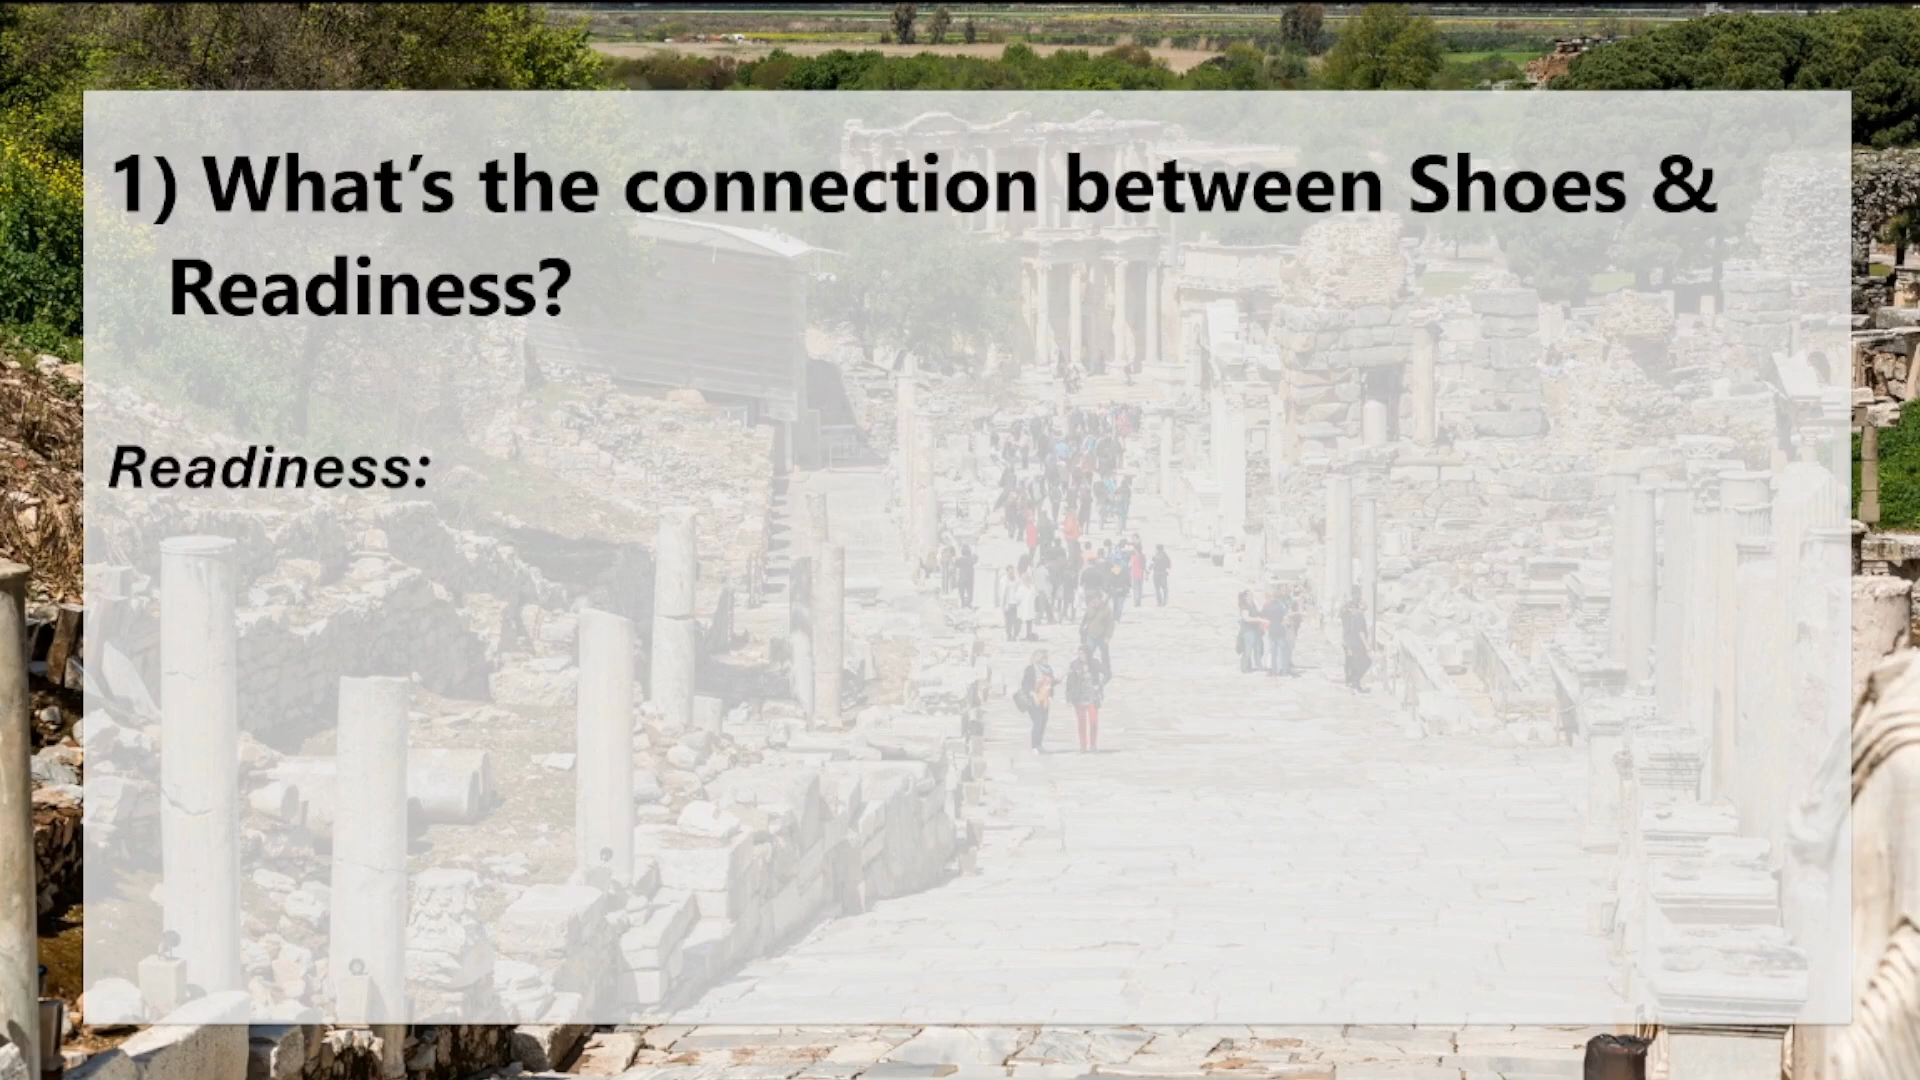 1) What’s the connection between Shoes &
Readiness?
Readiness: